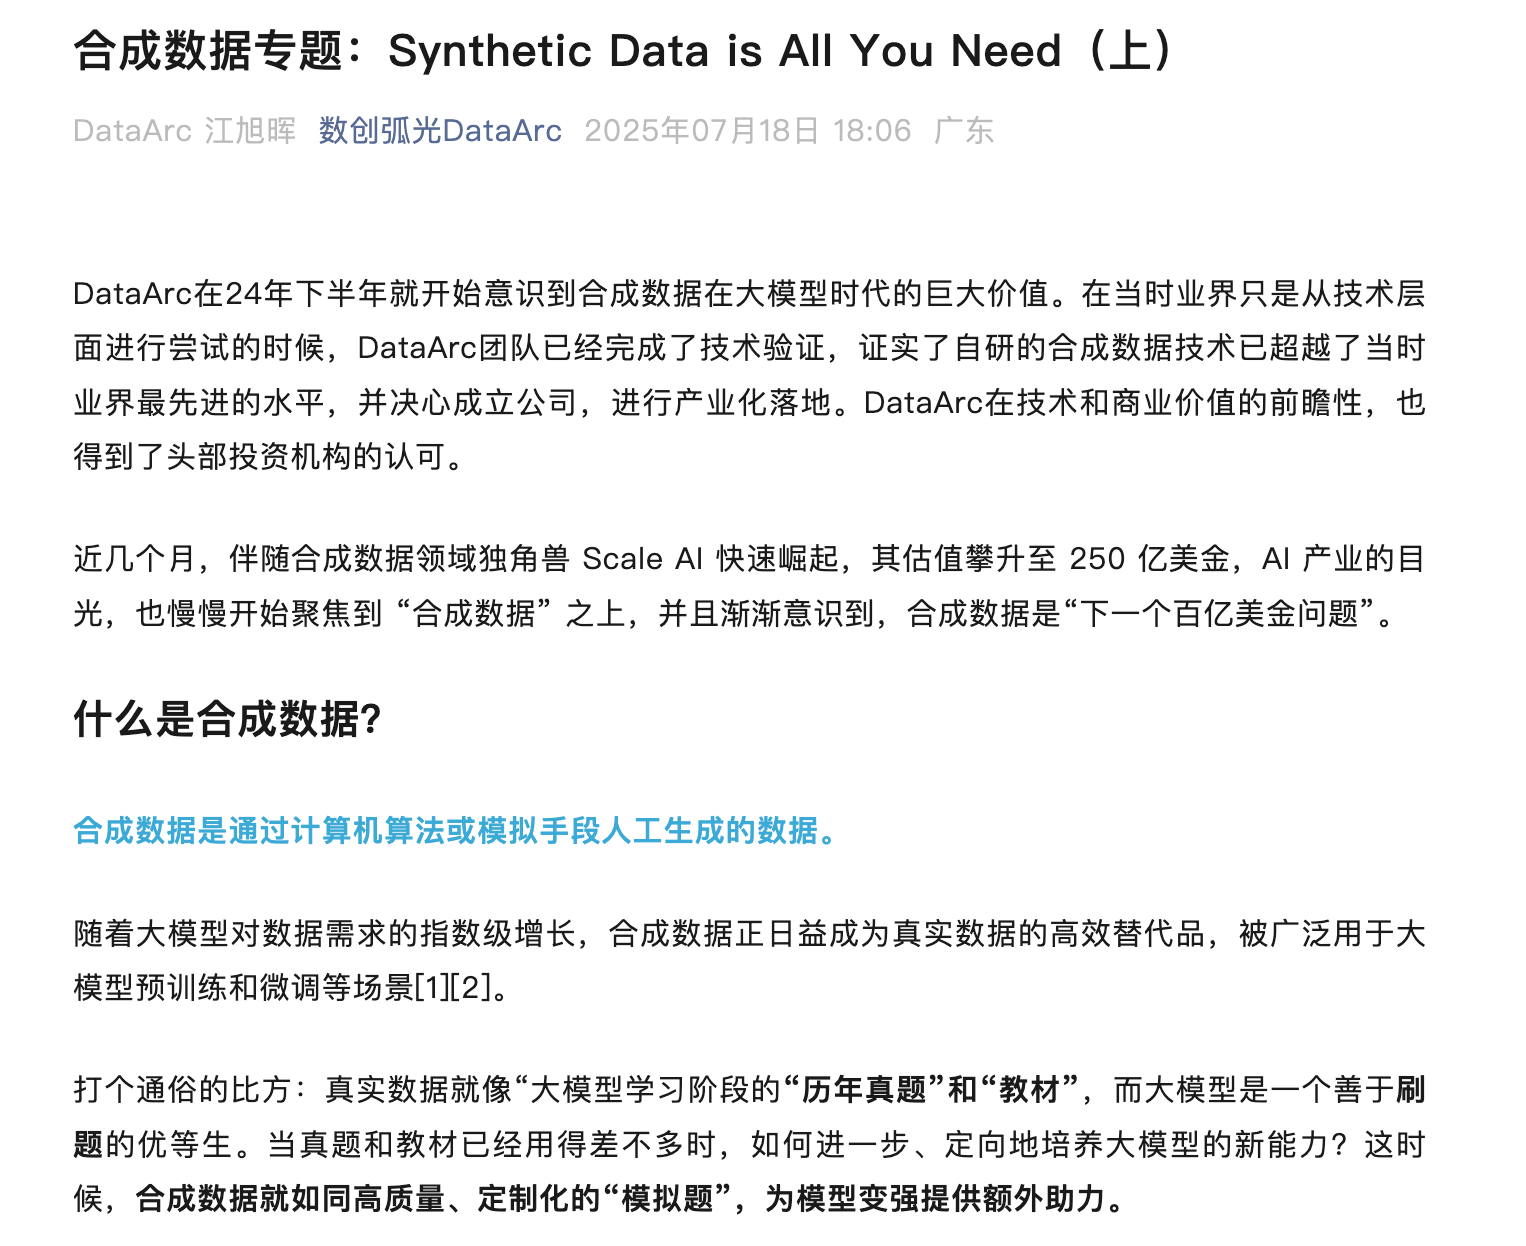 合成数据专题：Synthetic Data is All You Need（上）
DataArc 江旭晖 数创弧光DataArc 2025年07月18日 18:06 广东
DataArc在24年下半年就开始意识到合成数据在大模型时代的巨大价值。在当时业界只是从技术层
面进行尝试的时候，DataArc团队已经完成了技术验证，证实了自研的合成数据技术已超越了当时
业界最先进的水平，并决心成立公司，进行产业化落地。DataArc在技术和商业价值的前瞻性，也
得到了头部投资机构的认可。
近几个月，伴随合成数据领域独角兽 Scale AI 快速崛起，其估值攀升至 250 亿美金，AI 产业的目
光，也慢慢开始聚焦到 “合成数据” 之上，并且渐渐意识到，合成数据是“下一个百亿美金问题”。
什么是合成数据？
合成数据是通过计算机算法或模拟手段人工生成的数据。
随着大模型对数据需求的指数级增长，合成数据正日益成为真实数据的高效替代品，被广泛用于大
模型预训练和微调等场景[1][2]。
打个通俗的比方：真实数据就像“大模型学习阶段的“历年真题”和“教材”，而大模型是一个善于刷
题的优等生。当真题和教材已经用得差不多时，如何进一步、定向地培养大模型的新能力？这时
候，合成数据就如同高质量、定制化的“模拟题”，为模型变强提供额外助力。